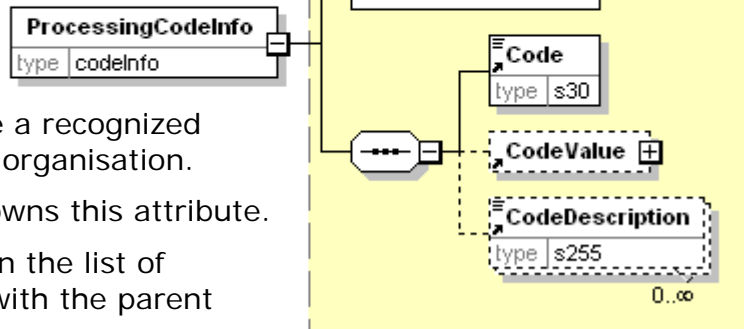 ProcessingCodeInfo
type codeInfo
e a recognized
organisation.
owns this attribute.
n the list of
with the parent
Code
type s30
CodeValue
CodeDescription
type s255
0..∞